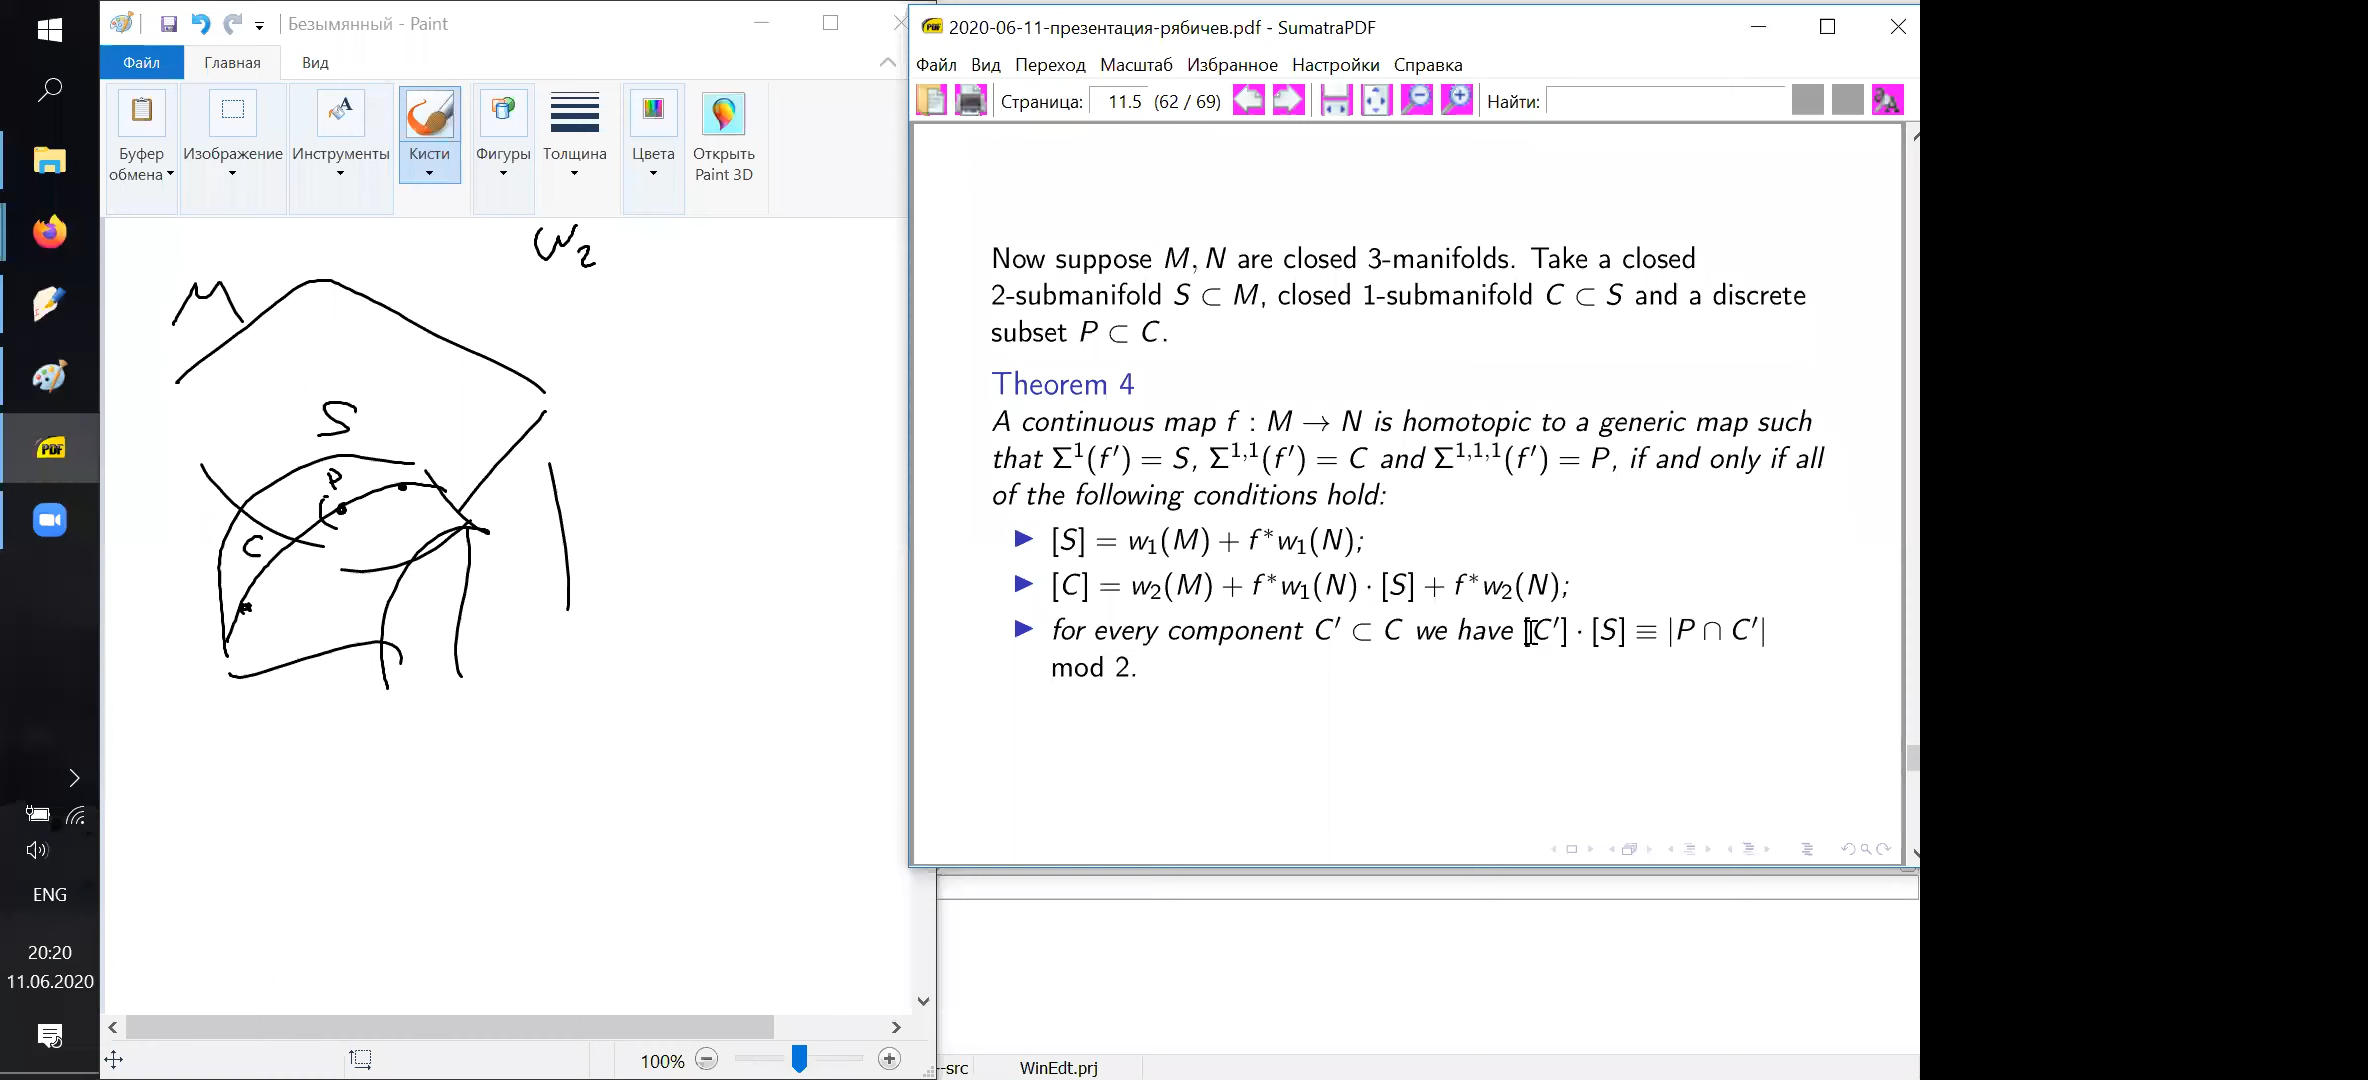 Безымянный - Paint
Файл Главная Вид
Буфер обмена
Изображение
Инструменты
Кисти
Фигуры
Толщина
Цвета
Открыть Paint 3D
w₂
M
S
P
C
C
100%
ENG
20:20
11.06.2020
PDF
2020-06-11-презентация-рябичев.pdf - SumatraPDF
Файл Вид Переход Масштаб Избранное Настройки Справка
Страница: 11.5 (62 / 69) Найти:
Now suppose M, N are closed 3-manifolds. Take a closed
2-submanifold S ⊂ M, closed 1-submanifold C ⊂ S and a discrete
subset P ⊂ C.
Theorem 4
A continuous map f : M → N is homotopic to a generic map such
that Σ¹(f′) = S, Σ¹,¹(f′) = C and Σ¹,¹,¹(f′) = P, if and only if all
of the following conditions hold:
▶ [S] = w₁(M) + f*w₁(N);
▶ [C] = w₂(M) + f*w₁(N) · [S] + f*w₂(N);
▶ for every component C′ ⊂ C we have [C′] · [S] ≡ |P ∩ C′|
mod 2.
--src WinEdt.prj